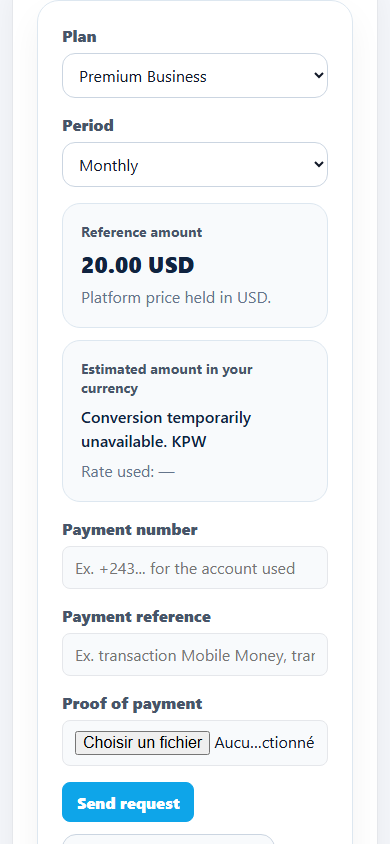 Plan
Premium Business
Period
Monthly
Reference amount
20.00 USD
Platform price held in USD.
Estimated amount in your
currency
Conversion temporarily
unavailable. KPW
Rate used: —
Payment number
Ex. +243... for the account used
Payment reference
Ex. transaction Mobile Money, trar
Proof of payment
Choisir un fichier Aucu...ctionné
Send request